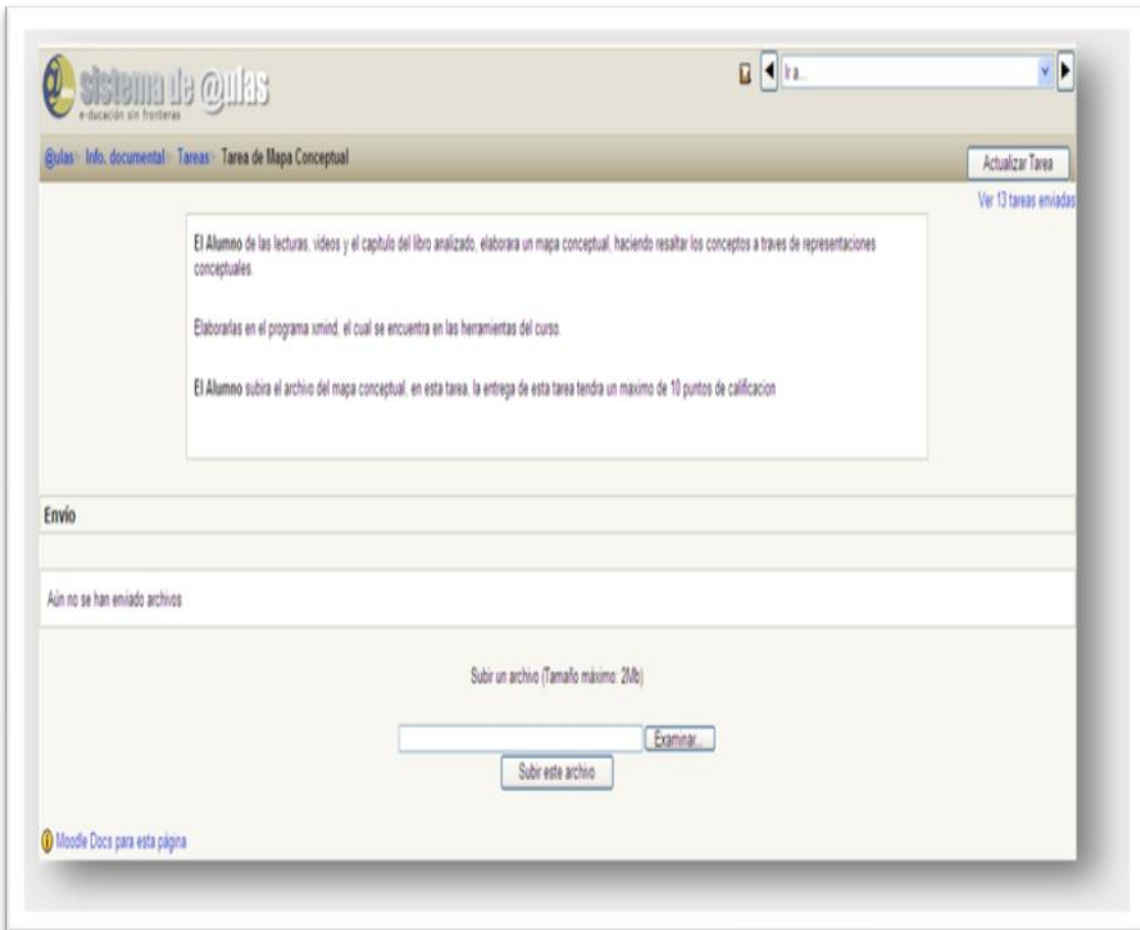 @ sistema de @ulas
e-ducación sin fronteras
Ir a...
@ulas Info. documental Tareas Tarea de Mapa Conceptual
Actualizar Tarea
Ver 13 tareas enviadas
El Alumno de las lecturas, videos y el capítulo del libro analizado, elaborara un mapa conceptual, haciendo resaltar los conceptos a traves de representaciones
conceptuales.
Elaborarlas en el programa xmind, el cual se encuentra en las herramientas del curso.
El Alumno subira el archivo del mapa conceptual, en esta tarea, la entrega de esta tarea tendra un maximo de 10 puntos de calificacion
Envío
Aún no se han enviado archivos
Subir un archivo (Tamaño máximo: 2Mb)
Examinar...
Subir este archivo
Moodle Docs para esta página